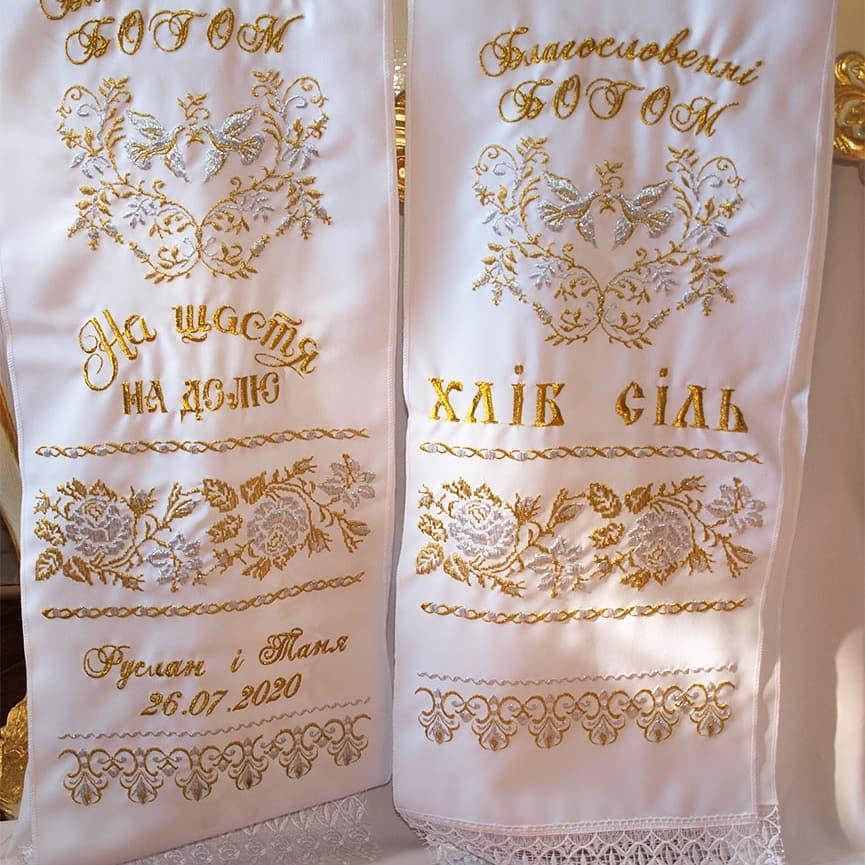 БОГОМ
На щастя
НА ДОЛЮ
Руслан і Таня
26.07.2020
Благословенні
БОГОМ
ХЛІБ СІЛЬ